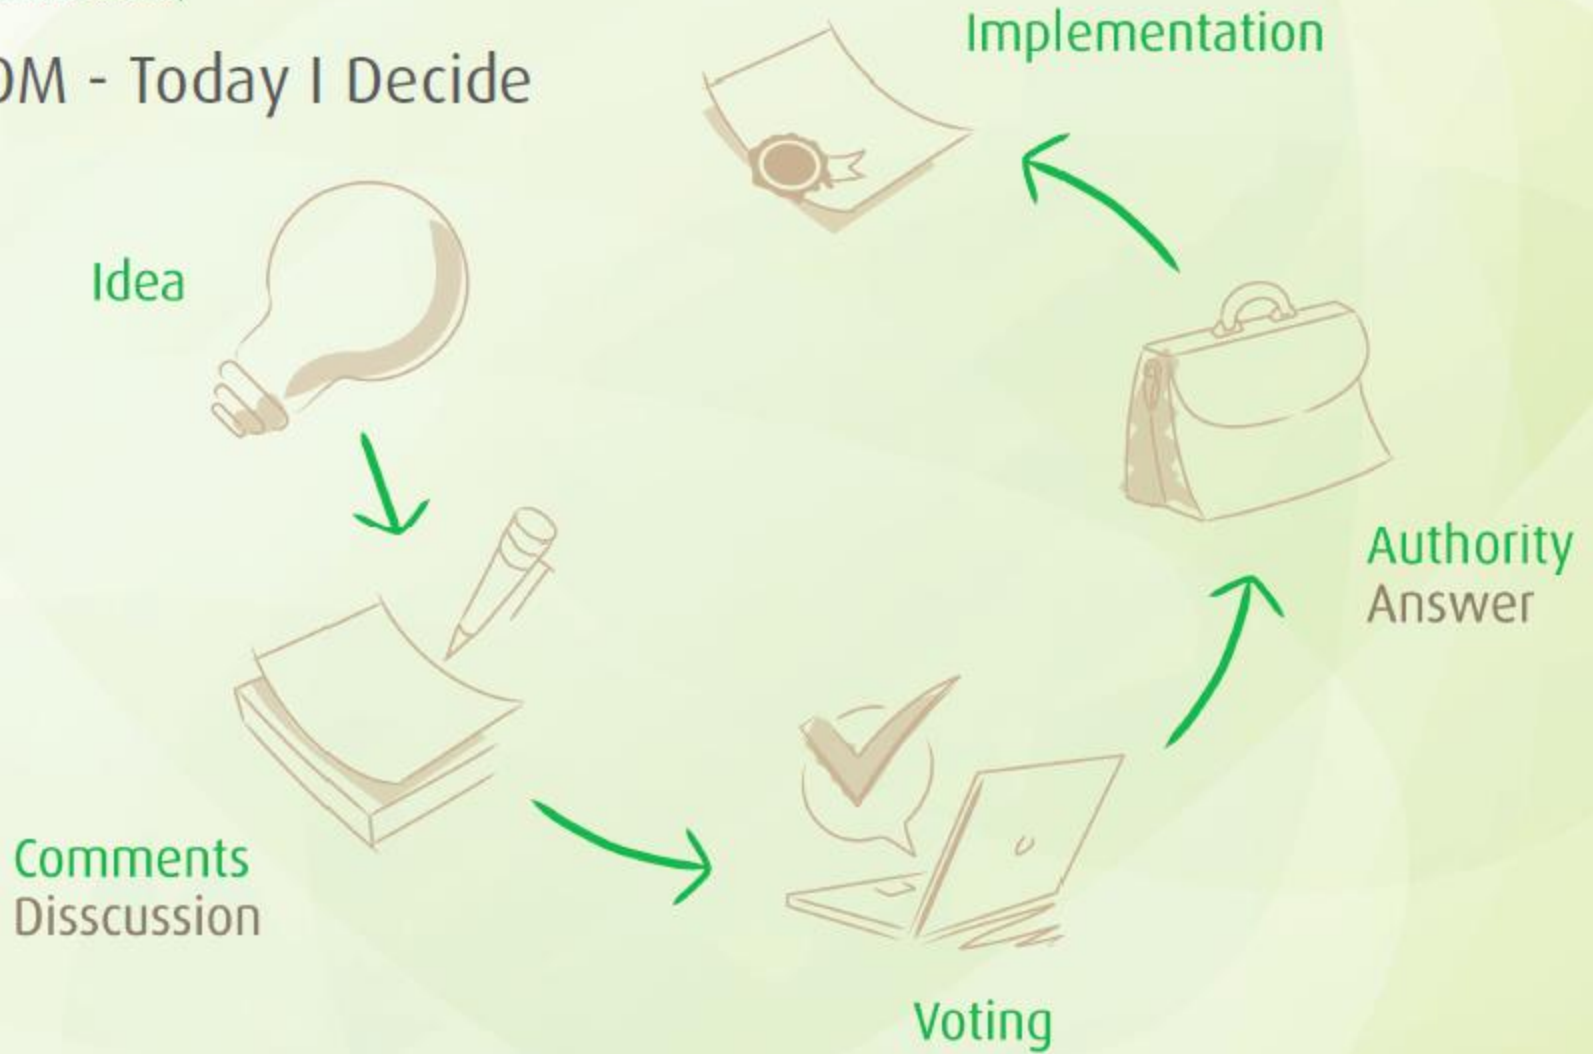 - Today I Decide
Implementation
Idea
Authority
Answer
Comments
Disscussion
Voting